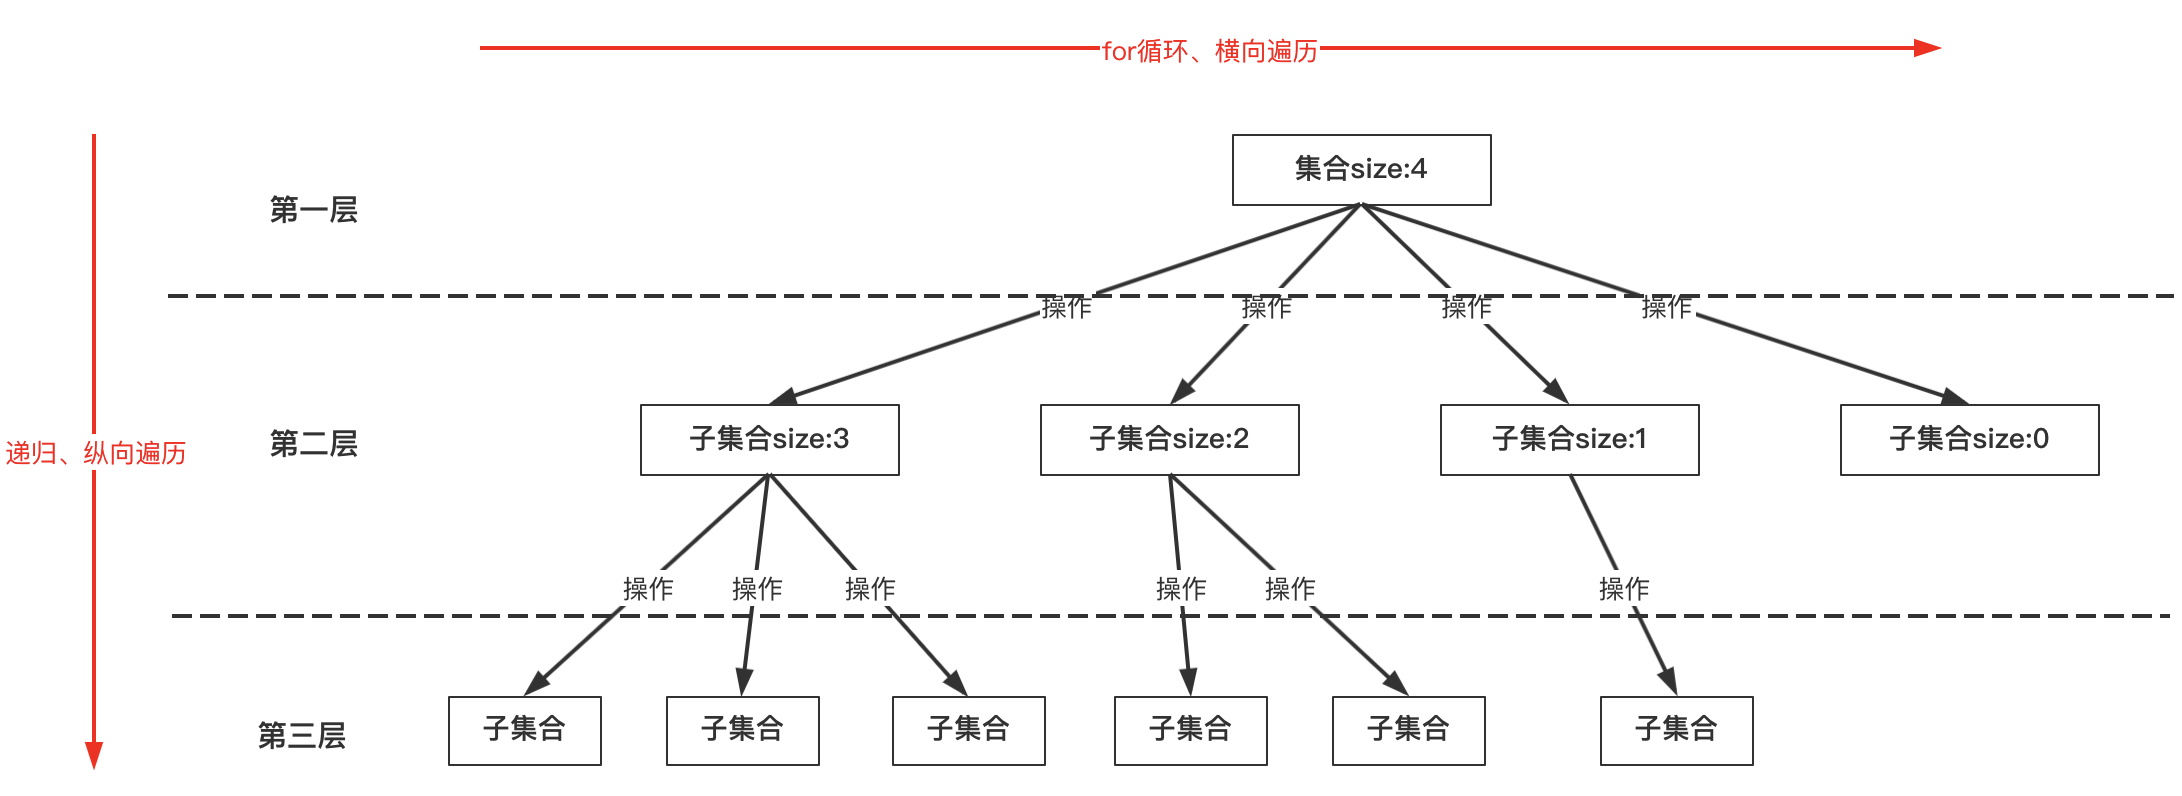 for循环、横向遍历
集合size:4
第一层
操作 操作 操作 操作
递归、纵向遍历
第二层
子集合size:3 子集合size:2 子集合size:1 子集合size:0
操作 操作 操作 操作 操作 操作
第三层
子集合 子集合 子集合 子集合 子集合 子集合